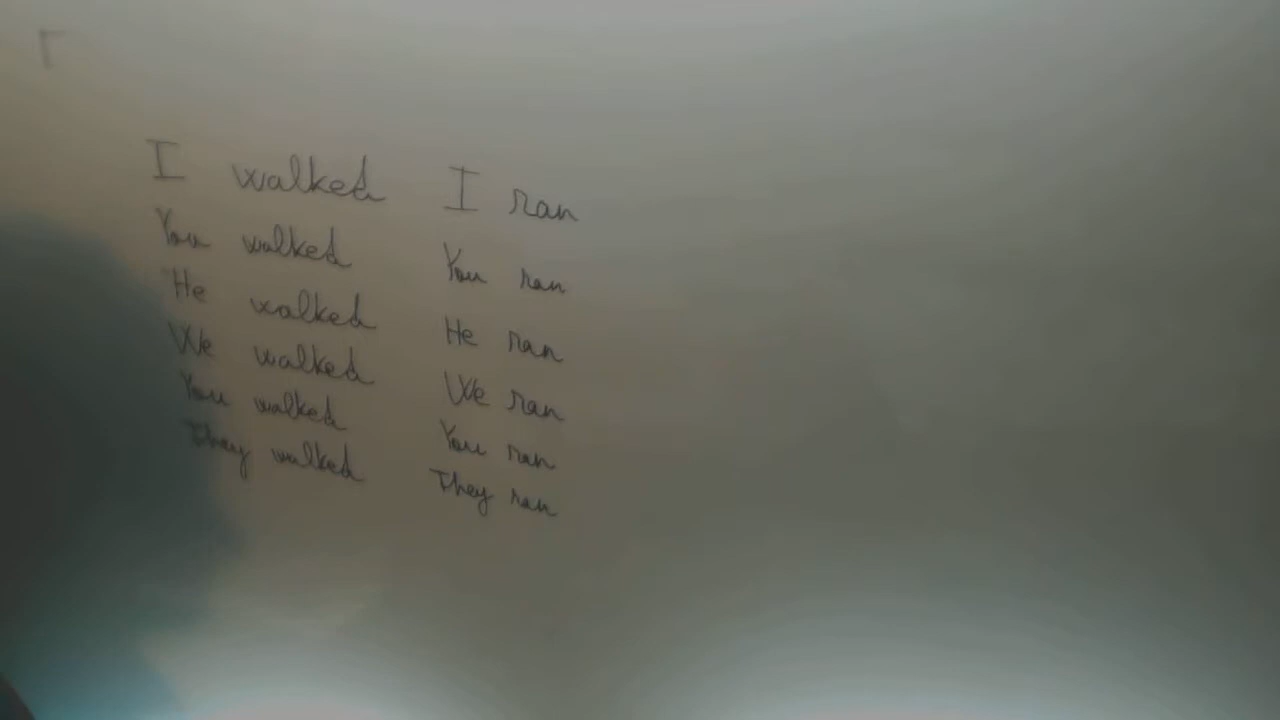 I walked I ran
You walked You ran
He walked He ran
We walked We ran
You walked You ran
They walked They ran